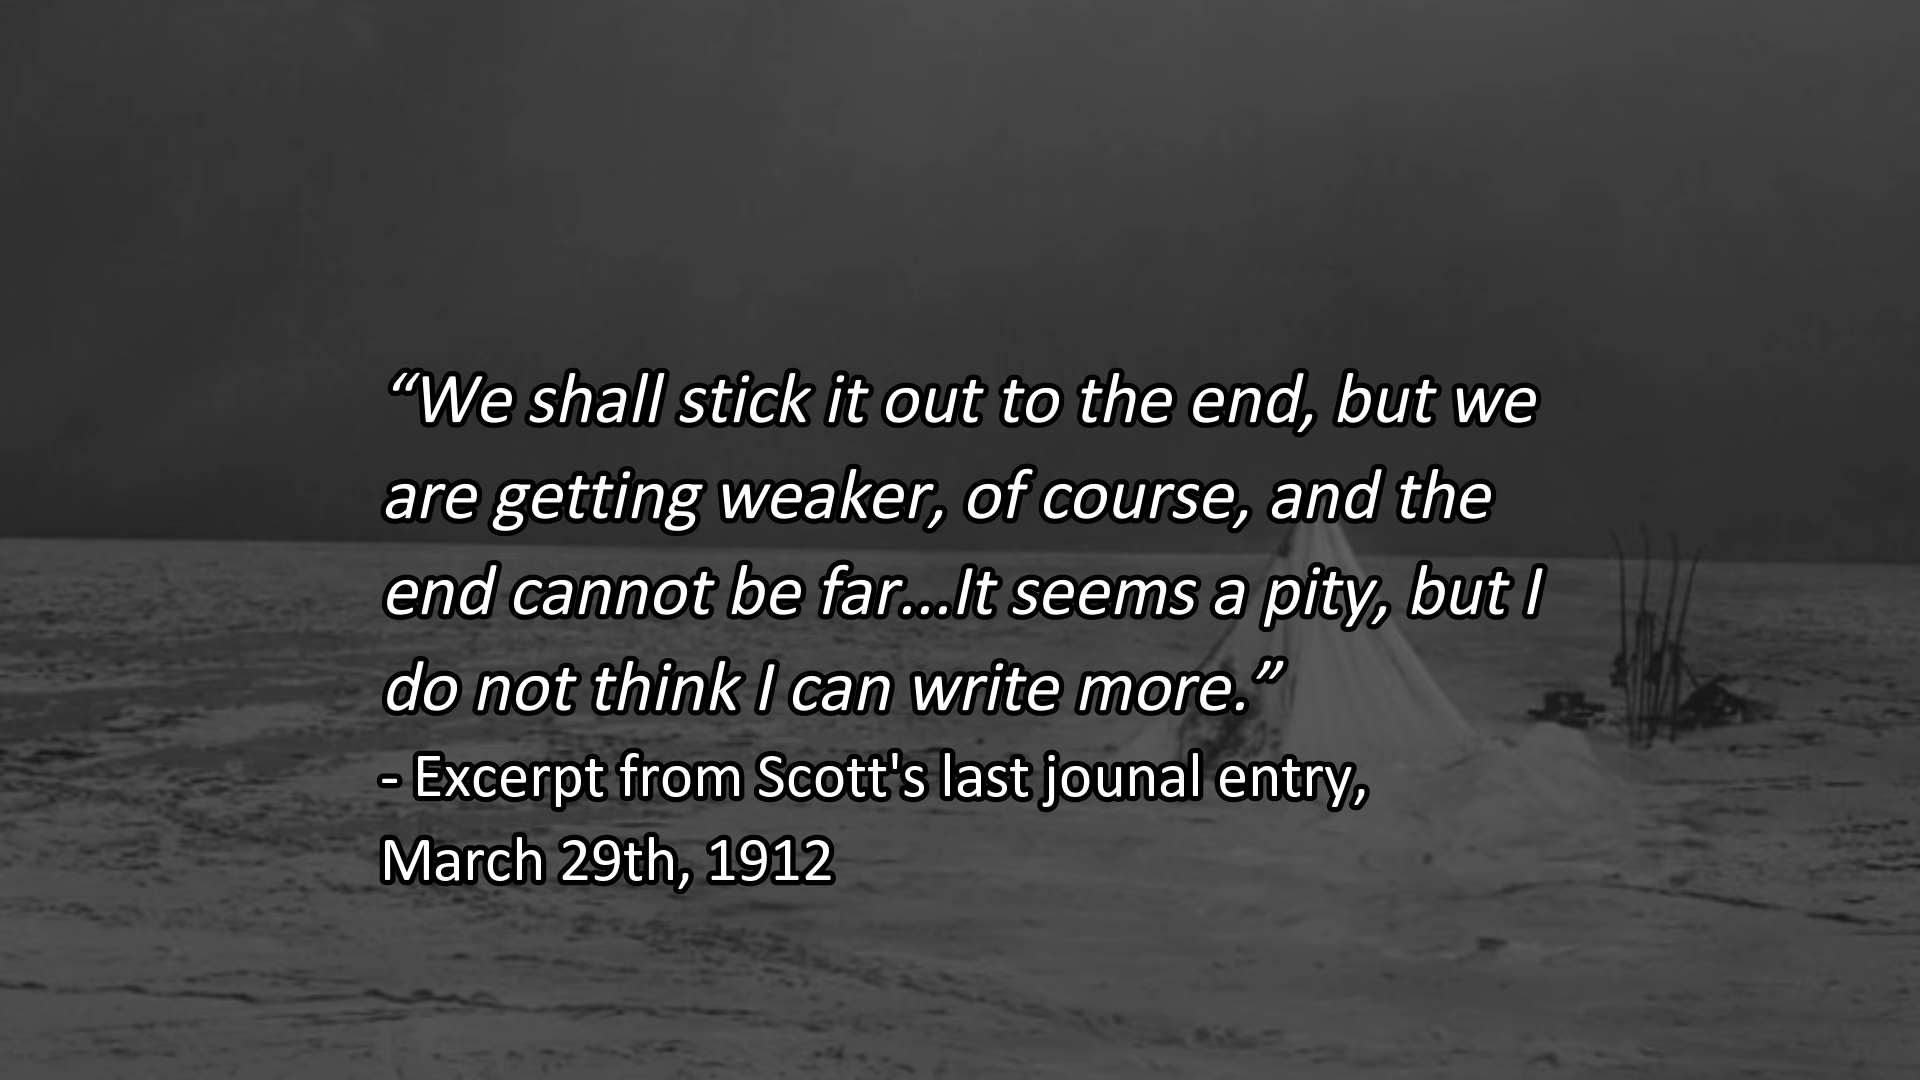 “We shall stick it out to the end, but we
are getting weaker, of course, and the
end cannot be far...It seems a pity, but I
do not think I can write more.”
- Excerpt from Scott's last jounal entry,
March 29th, 1912